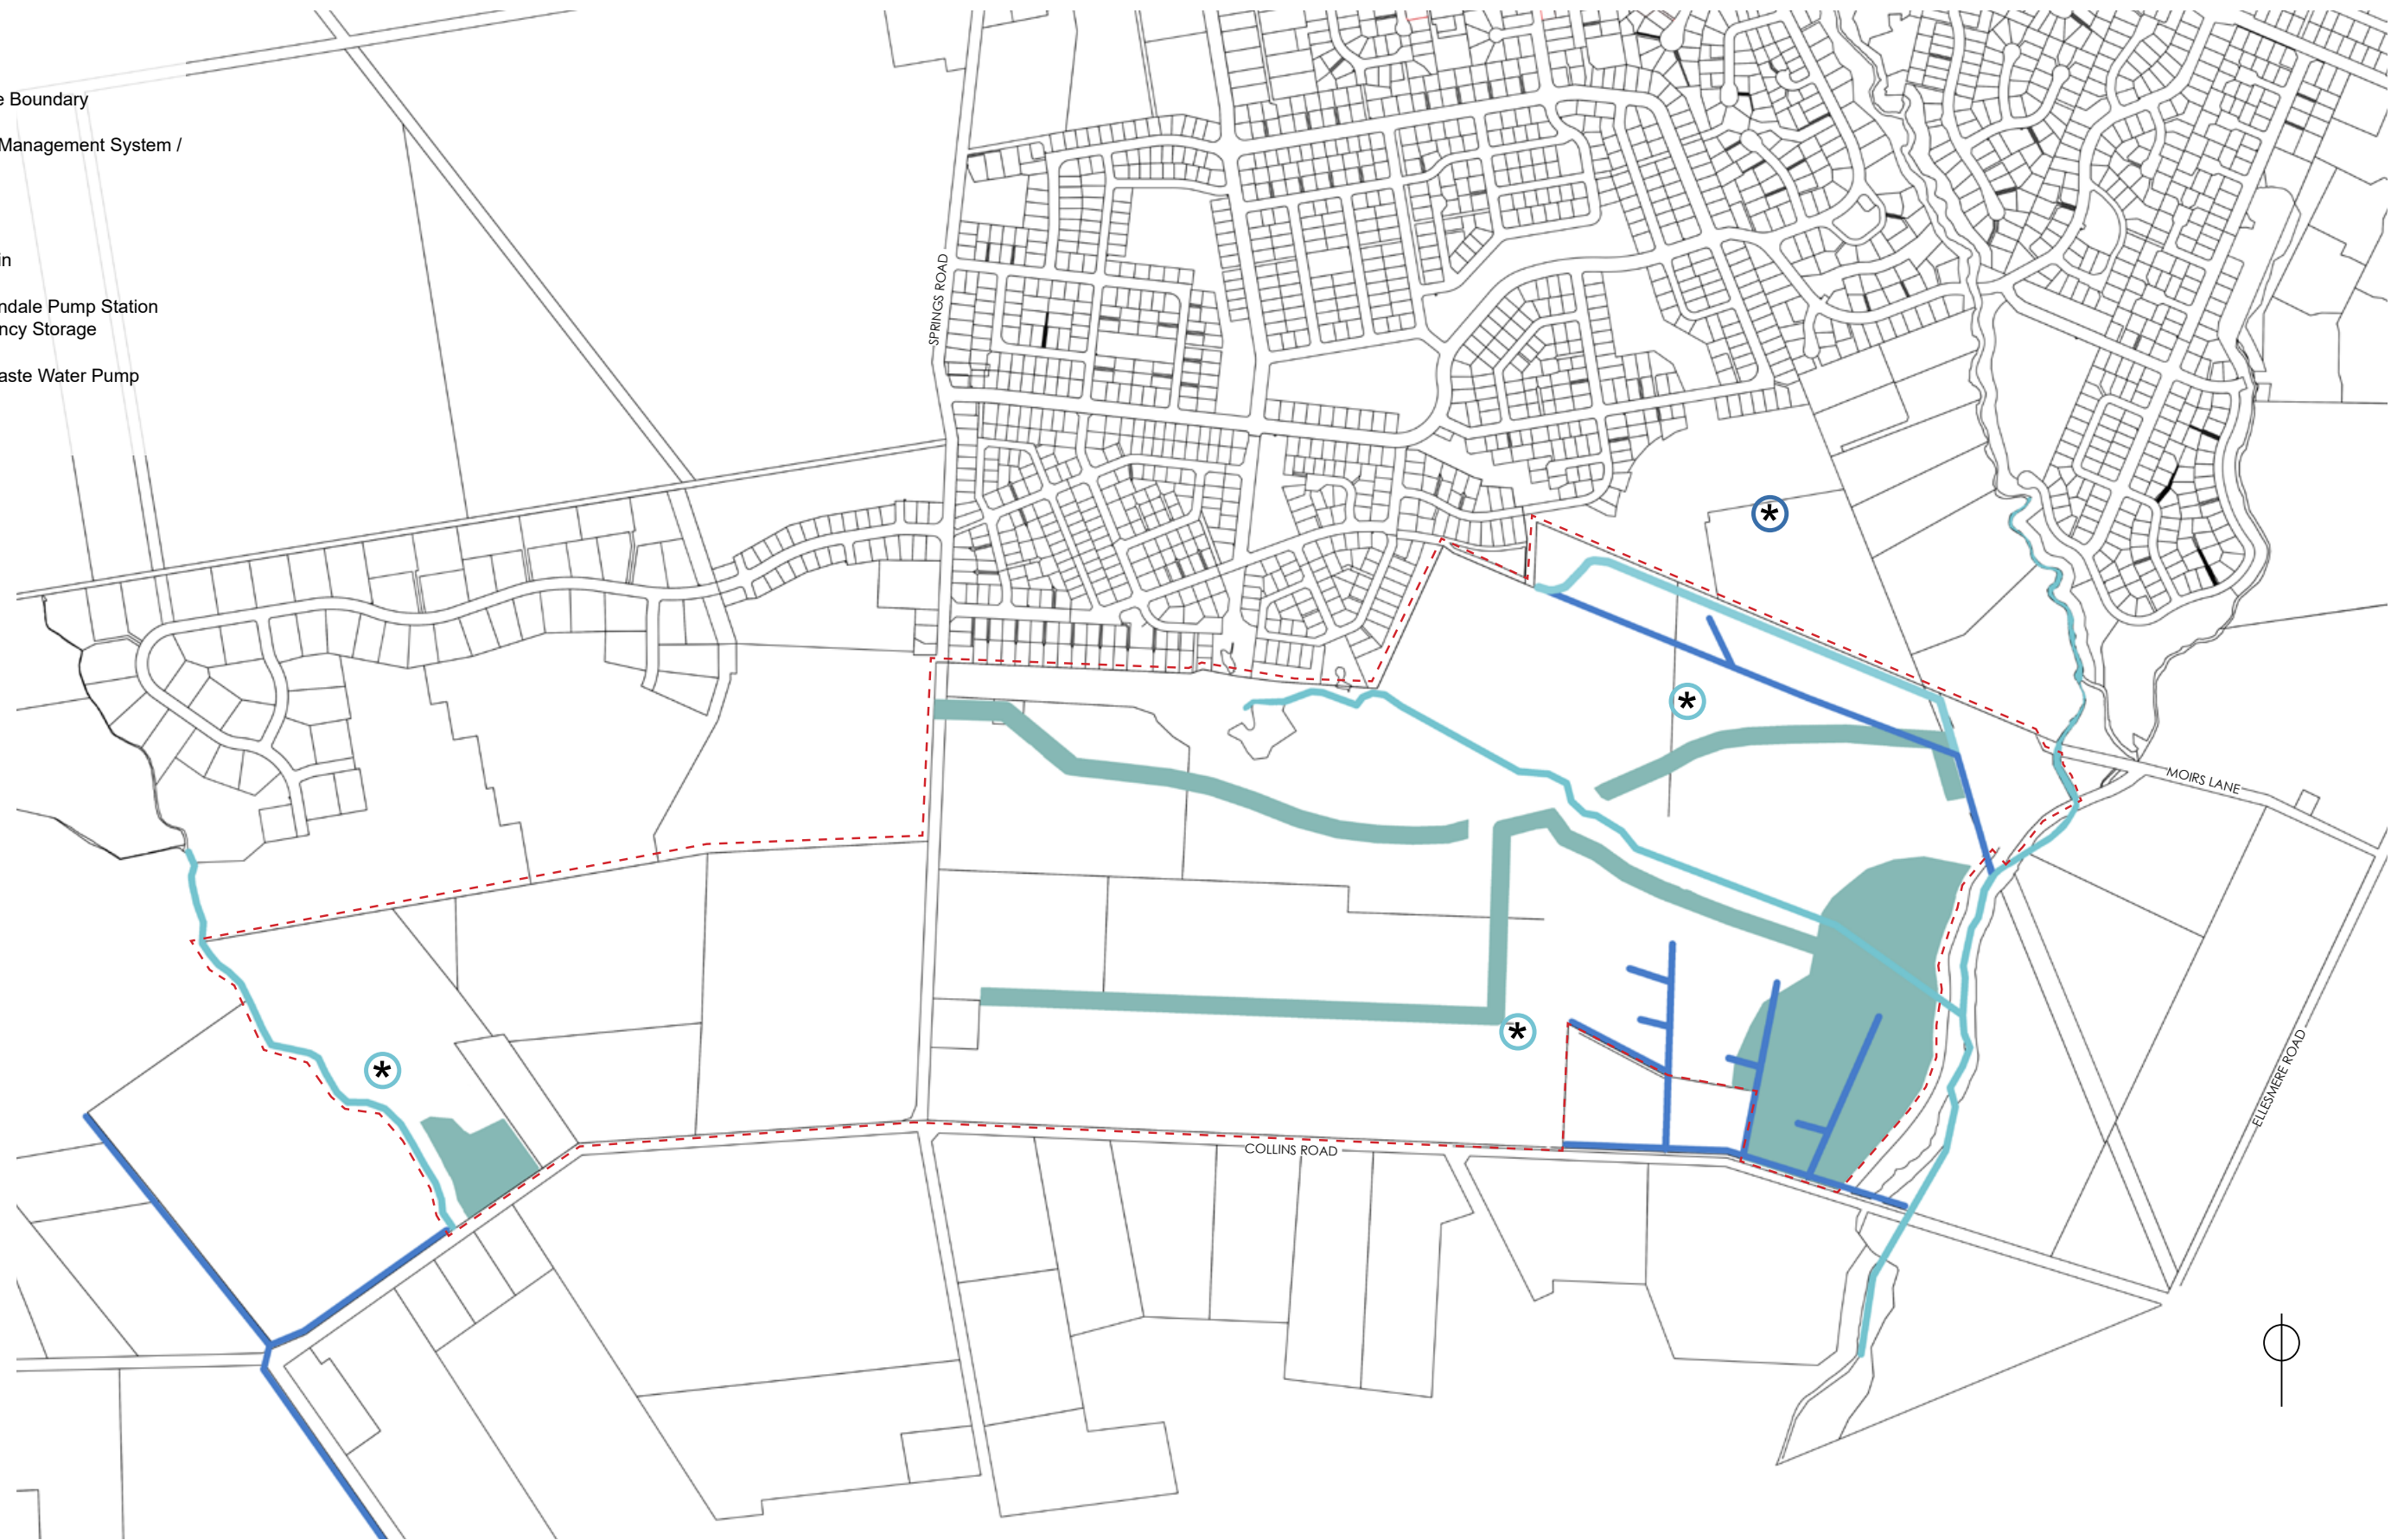 e Boundary
Management System /
in
ndale Pump Station
ncy Storage
aste Water Pump
SPRINGS ROAD
MOIRS LANE
ELLESMERE ROAD
COLLINS ROAD